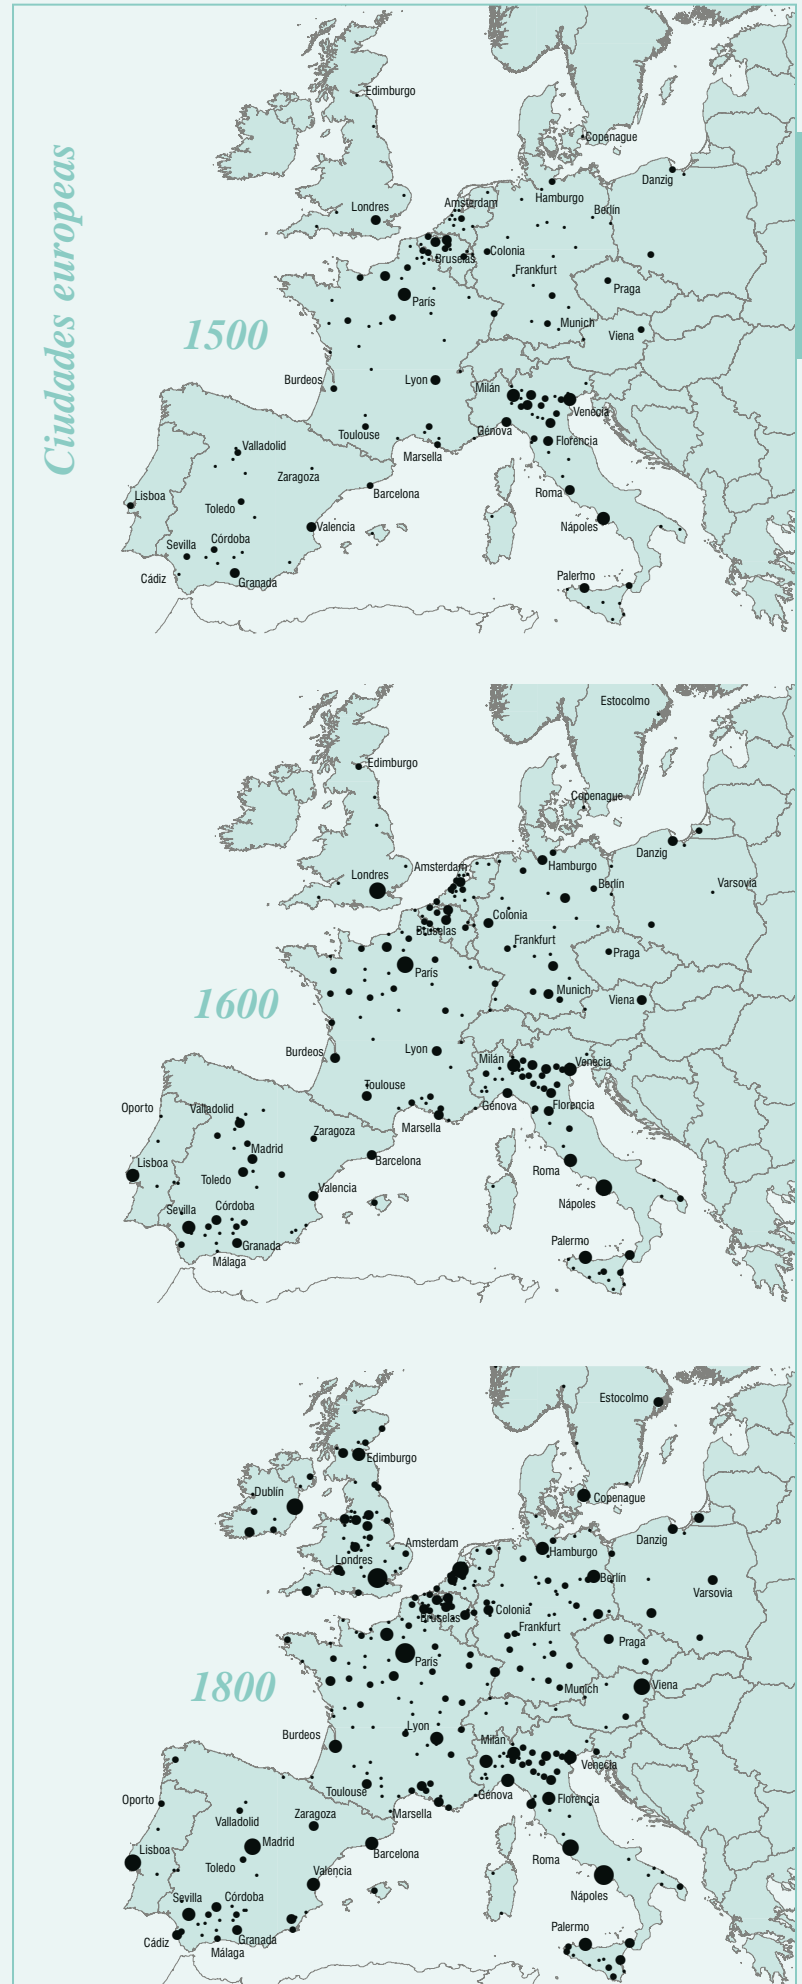 Ciudades europeas
1500
Edimburgo
Copenague
Danzig
Londres
Amsterdam
Hamburgo
Berlín
Bruselas
Colonia
Frankfurt
Praga
París
Munich
Viena
Burdeos
Lyon
Milán
Venecia
Toulouse
Génova
Florencia
Marsella
Valladolid
Zaragoza
Barcelona
Roma
Lisboa
Toledo
Valencia
Nápoles
Sevilla
Córdoba
Cádiz
Granada
Palermo
1600
Estocolmo
Edimburgo
Copenague
Danzig
Londres
Amsterdam
Hamburgo
Berlín
Varsovia
Bruselas
Colonia
Frankfurt
Praga
París
Munich
Viena
Burdeos
Lyon
Milán
Venecia
Toulouse
Génova
Florencia
Oporto
Valladolid
Marsella
Zaragoza
Madrid
Barcelona
Lisboa
Toledo
Roma
Valencia
Nápoles
Sevilla
Córdoba
Granada
Málaga
Palermo
1800
Estocolmo
Edimburgo
Dublín
Copenague
Danzig
Amsterdam
Hamburgo
Londres
Berlín
Varsovia
Bruselas
Colonia
Frankfurt
Praga
París
Munich
Viena
Burdeos
Lyon
Milán
Venecia
Toulouse
Génova
Florencia
Oporto
Valladolid
Zaragoza
Marsella
Madrid
Barcelona
Lisboa
Toledo
Roma
Valencia
Nápoles
Sevilla
Córdoba
Cádiz
Granada
Málaga
Palermo